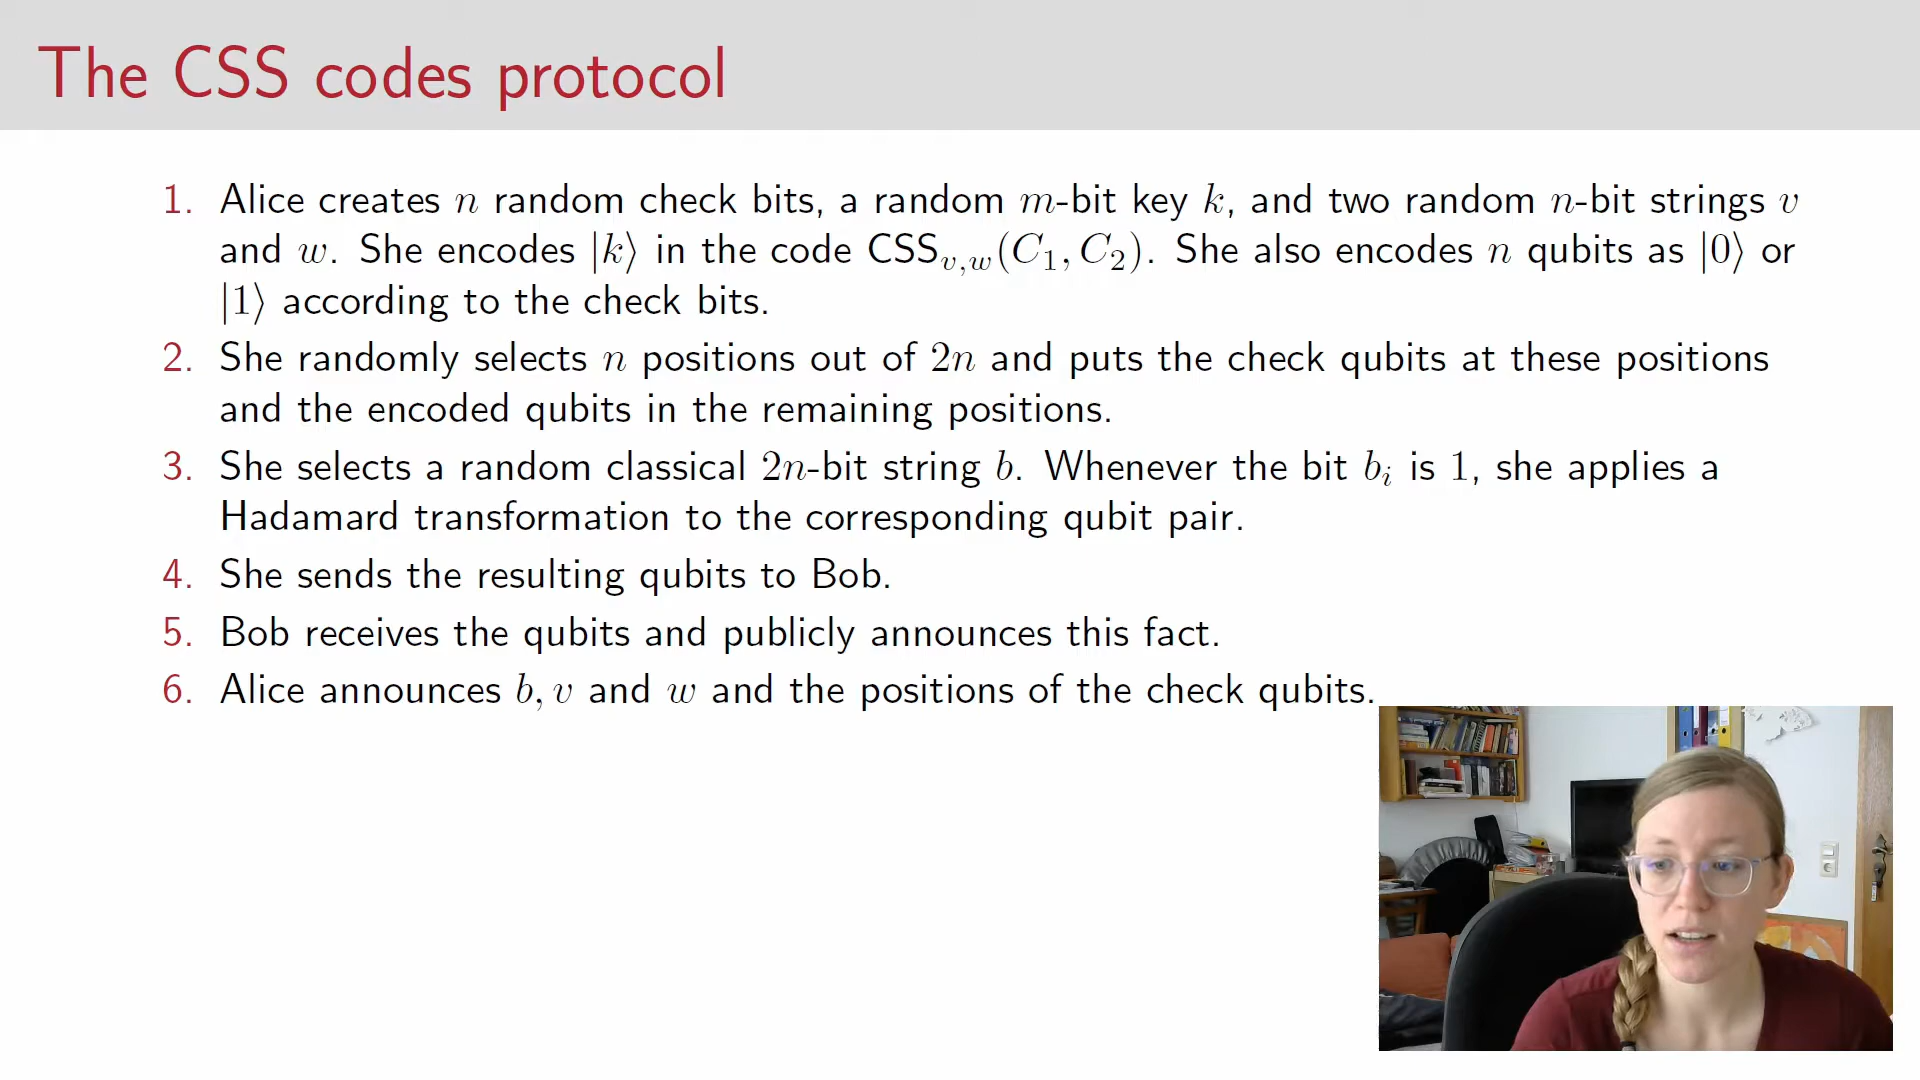 The CSS codes protocol
1. Alice creates n random check bits, a random m-bit key k, and two random n-bit strings v
and w. She encodes |k⟩ in the code CSS_{v,w}(C_1, C_2). She also encodes n qubits as |0⟩ or
|1⟩ according to the check bits.
2. She randomly selects n positions out of 2n and puts the check qubits at these positions
and the encoded qubits in the remaining positions.
3. She selects a random classical 2n-bit string b. Whenever the bit b_i is 1, she applies a
Hadamard transformation to the corresponding qubit pair.
4. She sends the resulting qubits to Bob.
5. Bob receives the qubits and publicly announces this fact.
6. Alice announces b, v and w and the positions of the check qubits.